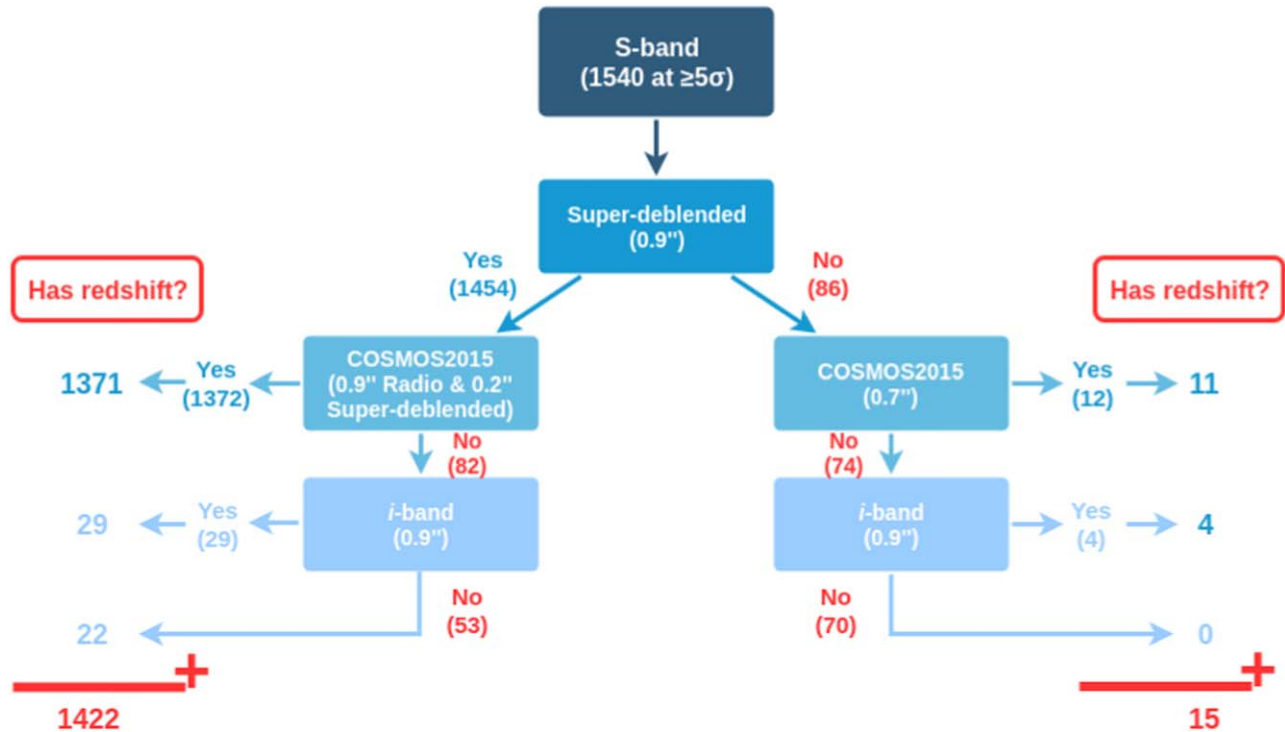 S-band
(1540 at ≥5σ)
Super-deblended
(0.9")
Yes
(1454)
No
(86)
Has redshift?
Has redshift?
1371
Yes
(1372)
COSMOS2015
(0.9" Radio & 0.2"
Super-deblended)
COSMOS2015
(0.7")
Yes
(12)
11
No
(82)
No
(74)
29
Yes
(29)
i-band
(0.9")
i-band
(0.9")
Yes
(4)
4
22
No
(53)
No
(70)
0
+
+
1422
15